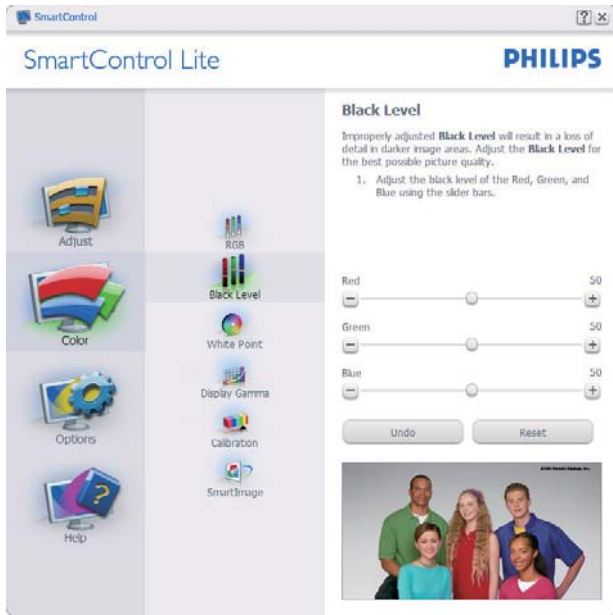 SmartControl
SmartControl Lite
PHILIPS
Adjust
Color
Options
Help
RGB
Black Level
White Point
Display Gamma
Calibration
SmartImage
Black Level
Improperly adjusted Black Level will result in a loss of
detail in darker image areas. Adjust the Black Level for
the best possible picture quality.
1. Adjust the black level of the Red, Green, and
Blue using the slider bars.
Red 50
Green 50
Blue 50
Undo Reset